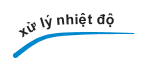 xử lý nhiệt độ